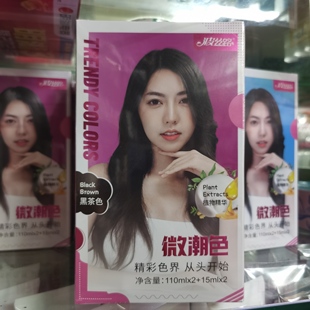 TRENDY COLORS
Black
Brown
黑茶色
Plant
Extracts
植物精华
微潮色
精彩色界 从头开始
净含量:110mlx2+15mlx2